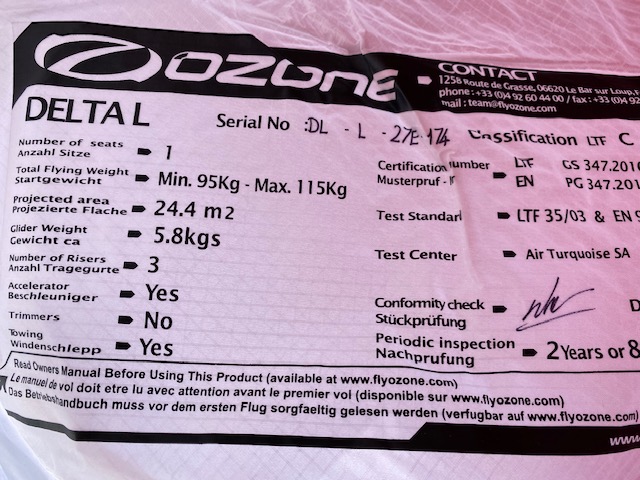 OZONE
CONTACT
1258 Route de Grasse, 06620 Le Bar sur Loup, F
phone : +33 (0)4 92 60 44 00 / fax : +33 (0)4 92
mail : team@flyozone.com
DELTA L
Serial No :DL - L - 27E-174
Classification LTF C
Number of seats
Anzahl Sitze 1
Total Flying Weight
Startgewicht Min. 95Kg - Max. 115Kg
Projected area
Projezierte Flache 24.4 m2
Glider Weight
Gewicht ca 5.8kgs
Number of Risers
Anzahl Tragegurte 3
Accelerator
Beschleuniger Yes
Trimmers No
Towing
Windenschlepp Yes
Certification number LTF GS 347.201
Musterpruf - EN PG 347.201
Test Standar LTF 35/03 & EN 9
Test Center Air Turquoise SA
Conformity check D
Stückprüfung
Periodic inspection
Nachprufung 2Years or 8
Read Owners Manual Before Using This Product (available at www.flyozone.com)
Le manuel de vol doit etre lu avec attention avant le premier vol (disponible sur www.flyozone.com)
Das Betriebshandbuch muss vor dem ersten Flug sorgfaeltig gelesen werden (verfugbar auf www.flyozone.com)
www